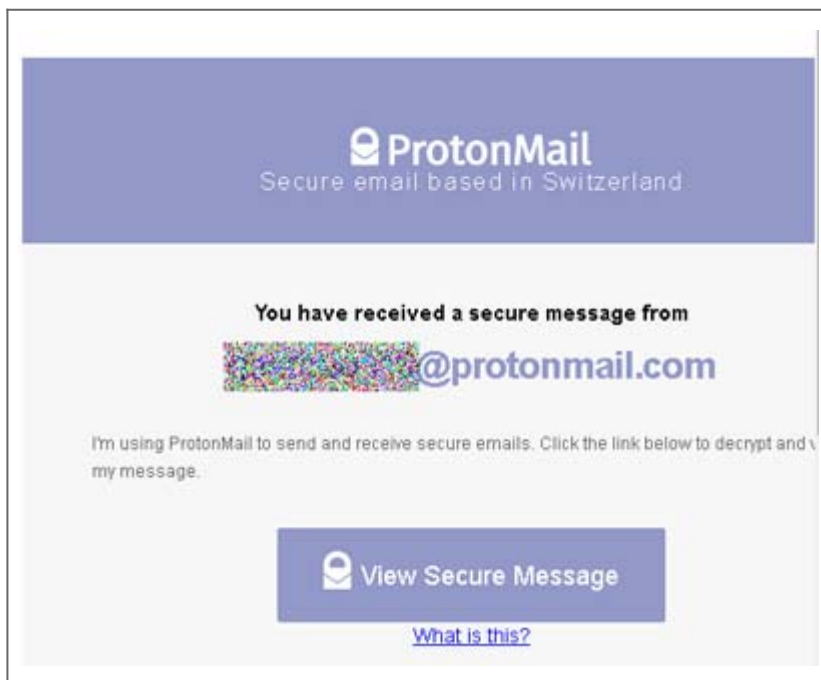 ProtonMail
Secure email based in Switzerland
You have received a secure message from
@protonmail.com
I'm using ProtonMail to send and receive secure emails. Click the link below to decrypt and
my message.
View Secure Message
What is this?